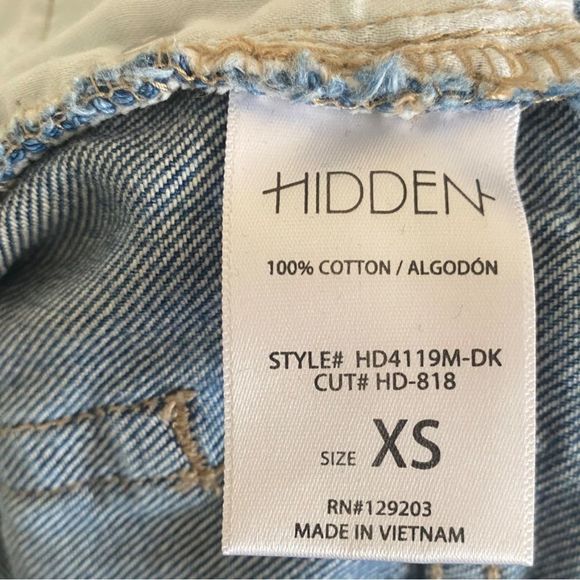 HIDDEN
100% COTTON / ALGODÓN
STYLE# HD4119M-DK
CUT# HD-818
SIZE XS
RN#129203
MADE IN VIETNAM